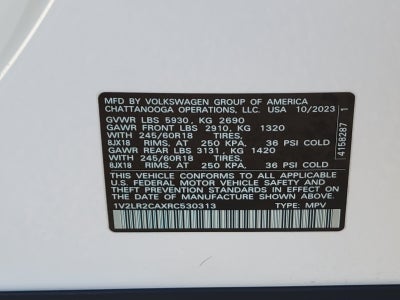 MFD BY VOLKSWAGEN GROUP OF AMERICA
CHATTANOOGA OPERATIONS, LLC. USA 10/2023
GVWR LBS 5930, KG 2690
GAWR FRONT LBS 2910, KG 1320
WITH 245/60R18 TIRES,
8JX18 RIMS, AT 250 KPA, 36 PSI COLD
GAWR REAR LBS 3131, KG 1420
WITH 245/60R18 TIRES,
8JX18 RIMS, AT 250 KPA, 36 PSI COLD
THIS VEHICLE CONFORMS TO ALL APPLICABLE
U.S. FEDERAL MOTOR VEHICLE SAFETY AND
THEFT PREVENTION STANDARDS IN EFFECT ON
THE DATE OF MANUFACTURE SHOWN ABOVE.
1V2LR2CAXRC530313 TYPE: MPV
4158287 1